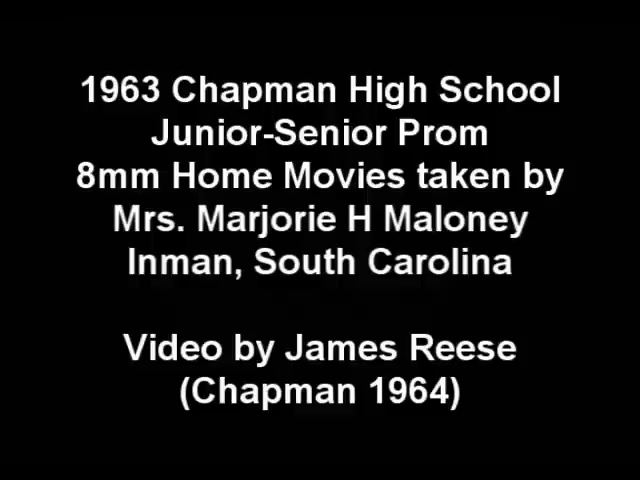 1963 Chapman High School
Junior-Senior Prom
8mm Home Movies taken by
Mrs. Marjorie H Maloney
Inman, South Carolina
Video by James Reese
(Chapman 1964)